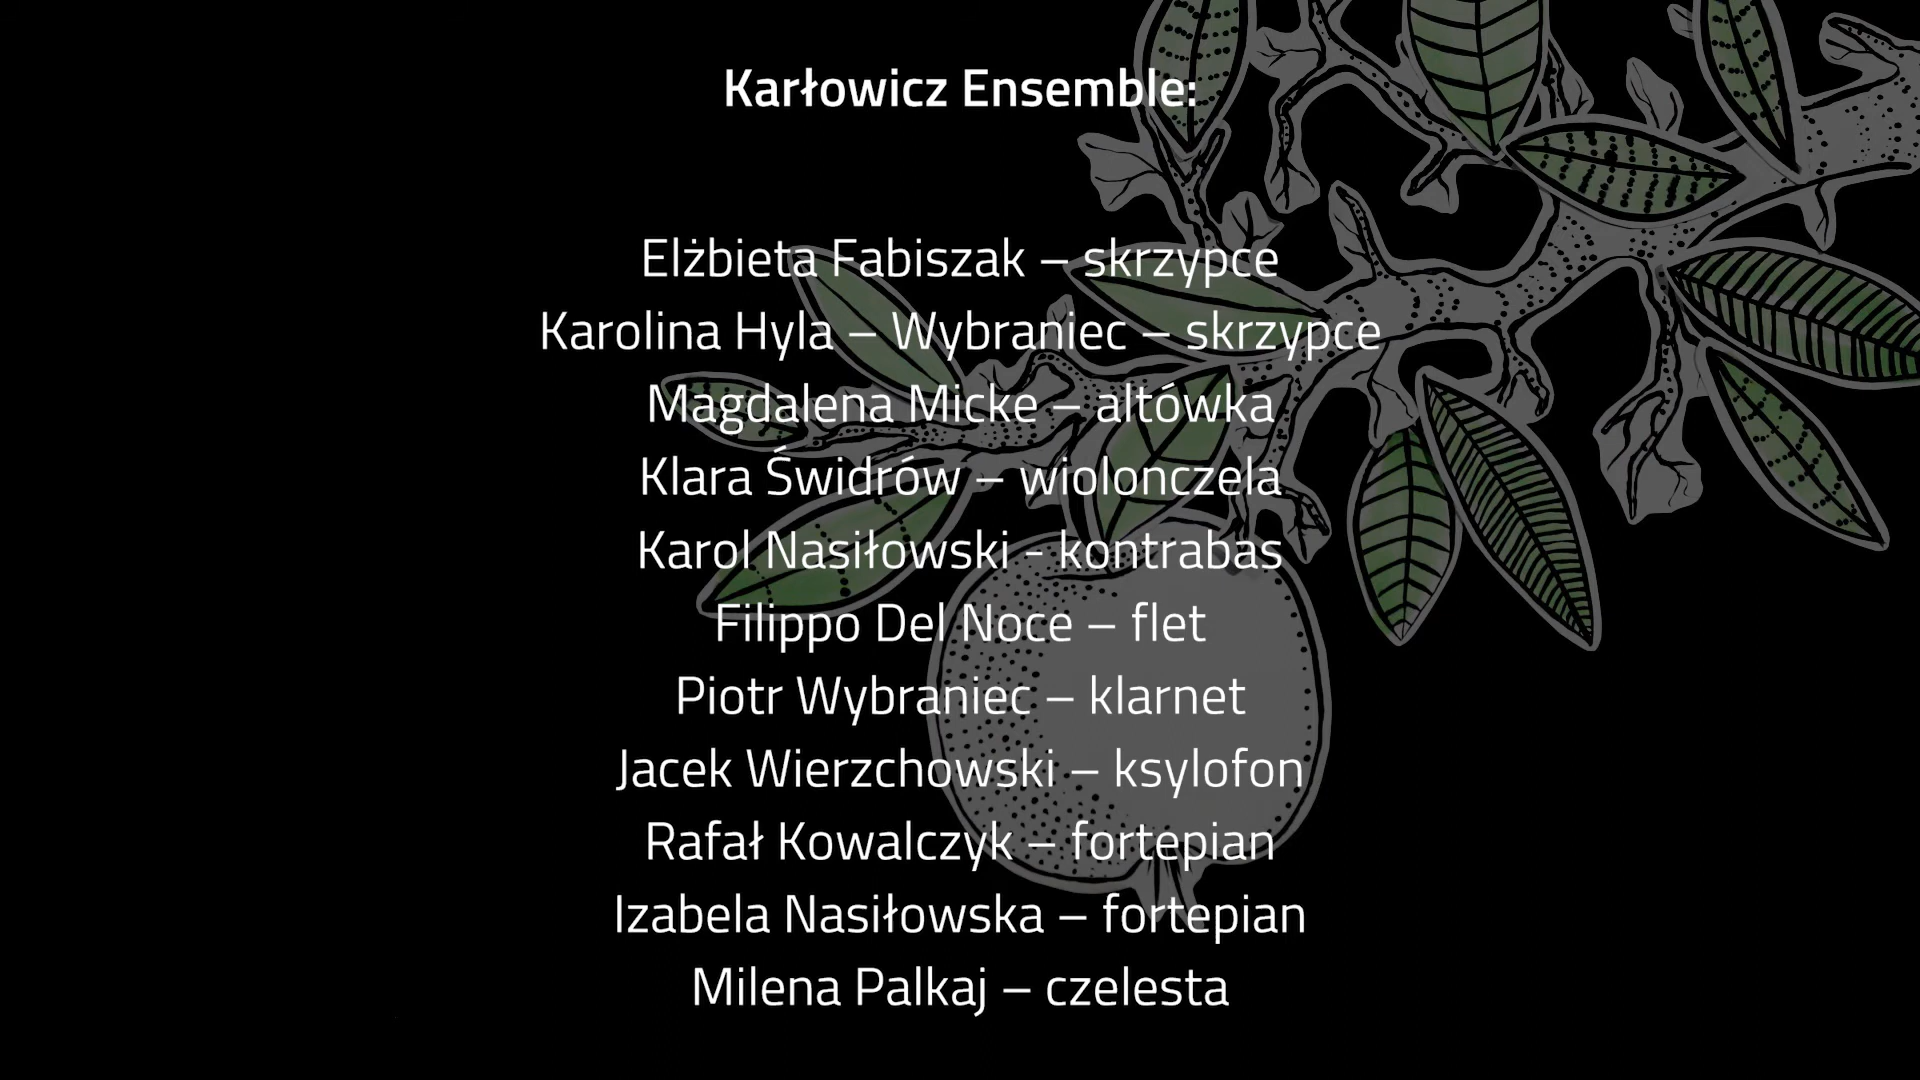 Karłowicz Ensemble:
Elżbieta Fabiszak – skrzypce
Karolina Hyla – Wybraniec – skrzypce
Magdalena Micke – altówka
Klara Świdrów – wiolonczela
Karol Nasiłowski - kontrabas
Filippo Del Noce – flet
Piotr Wybraniec – klarnet
Jacek Wierzchowski – ksylofon
Rafał Kowalczyk – fortepian
Izabela Nasiłowska – fortepian
Milena Palkaj – czelesta